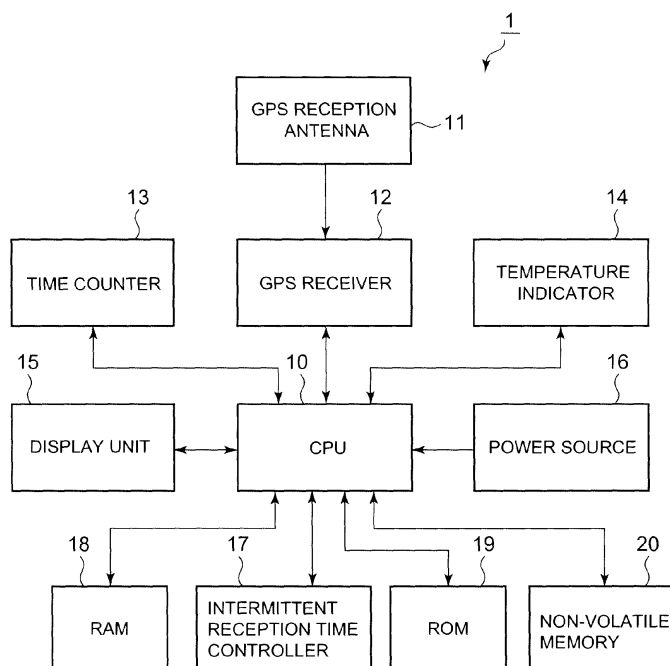 1
GPS RECEPTION
ANTENNA
11
13
12
14
TIME COUNTER
GPS RECEIVER
TEMPERATURE
INDICATOR
15
10
16
DISPLAY UNIT
CPU
POWER SOURCE
18
17
19
20
RAM
INTERMITTENT
RECEPTION TIME
CONTROLLER
ROM
NON-VOLATILE
MEMORY